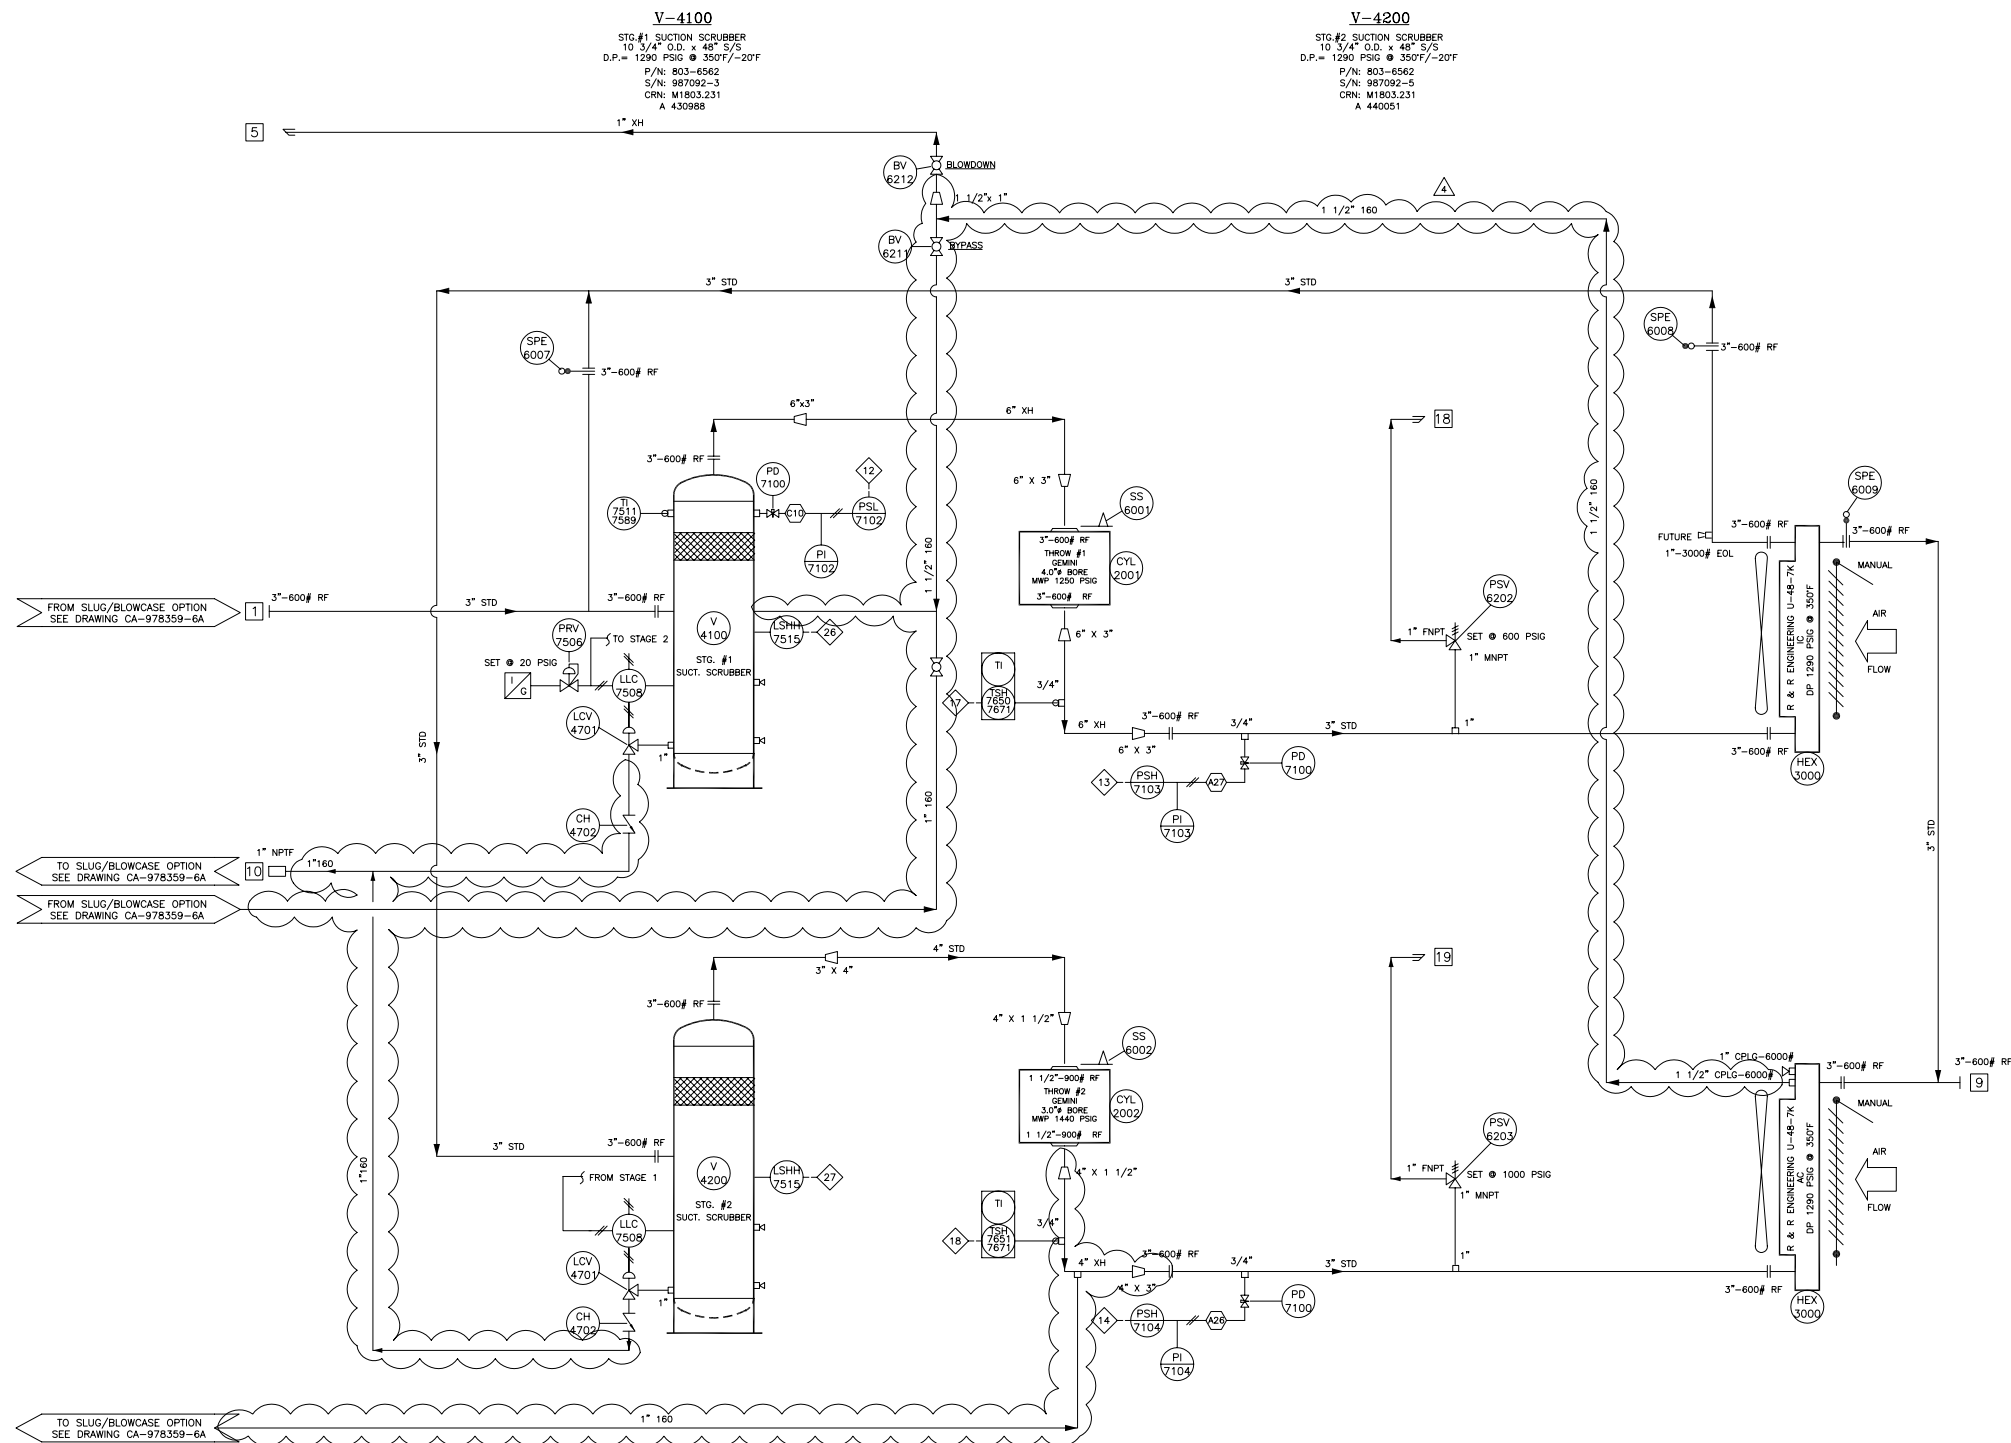 V-4100
STG.#1 SUCTION SCRUBBER
10 3/4" O.D. x 48" S/S
D.P.= 1290 PSIG @ 350°F/-20°F
P/N: 803-6562
S/N: 987092-3
CRN: M1803.231
A 430988
V-4200
STG.#2 SUCTION SCRUBBER
10 3/4" O.D. x 48" S/S
D.P.= 1290 PSIG @ 350°F/-20°F
P/N: 803-6562
S/N: 987092-5
CRN: M1803.231
A 440051
5
1" XH
BV
6212
BLOWDOWN
1 1/2"x 1"
4
1 1/2" 160
BV
6211
BYPASS
3" STD
3" STD
SPE
6007
3"-600# RF
SPE
6008
3"-600# RF
6"x3"
6" XH
18
3"-600# RF
PD
7100
12
TI
7511
7589
C10
PSL
7102
PI
7102
6" X 3"
SS
6001
3"-600# RF
THROW #1
GEMINI
4.0"ø BORE
MWP 1250 PSIG
3"-600# RF
CYL
2001
1 1/2" 160
1 1/2" 160
SPE
6009
FUTURE
1"-3000# EOL
3"-600# RF
3"-600# RF
MANUAL
R & R ENGINEERING U-48-7K
IC
DP 1290 PSIG @ 350°F
AIR
FLOW
FROM SLUG/BLOWCASE OPTION
SEE DRAWING CA-978359-6A
1
3"-600# RF
3" STD
3"-600# RF
PRV
7506
TO STAGE 2
V
4100
STG. #1
SUCT. SCRUBBER
LSHH
7515
26
6" X 3"
PSV
6202
1" FNPT
SET @ 600 PSIG
1" MNPT
SET @ 20 PSIG
I
G
LLC
7508
LCV
4701
1"
17
TI
TSH
7650
7671
3/4"
6" XH
3"-600# RF
6" X 3"
3/4"
3" STD
1"
3"-600# RF
HEX
3000
3" STD
PD
7100
13
PSH
7103
A27
PI
7103
CH
4702
1" 160
3" STD
TO SLUG/BLOWCASE OPTION
SEE DRAWING CA-978359-6A
10
1" NPTF
1"160
FROM SLUG/BLOWCASE OPTION
SEE DRAWING CA-978359-6A
3" X 4"
4" STD
19
3"-600# RF
4" X 1 1/2"
SS
6002
1 1/2"-900# RF
THROW #2
GEMINI
3.0"ø BORE
MWP 1440 PSIG
1 1/2"-900# RF
CYL
2002
1" CPLG-6000#
1 1/2" CPLG-6000#
3"-600# RF
3"-600# RF
9
MANUAL
R & R ENGINEERING U-48-7K
AC
DP 1290 PSIG @ 350°F
AIR
FLOW
3" STD
3"-600# RF
FROM STAGE 1
V
4200
STG. #2
SUCT. SCRUBBER
LSHH
7515
27
4" X 1 1/2"
PSV
6203
1" FNPT
SET @ 1000 PSIG
1" MNPT
1"160
LLC
7508
LCV
4701
1"
CH
4702
18
TI
TSH
7651
7671
3/4"
4" XH
3"-600# RF
4" X 3"
3/4"
3" STD
1"
3"-600# RF
HEX
3000
PD
7100
14
PSH
7104
A26
PI
7104
TO SLUG/BLOWCASE OPTION
SEE DRAWING CA-978359-6A
1" 160